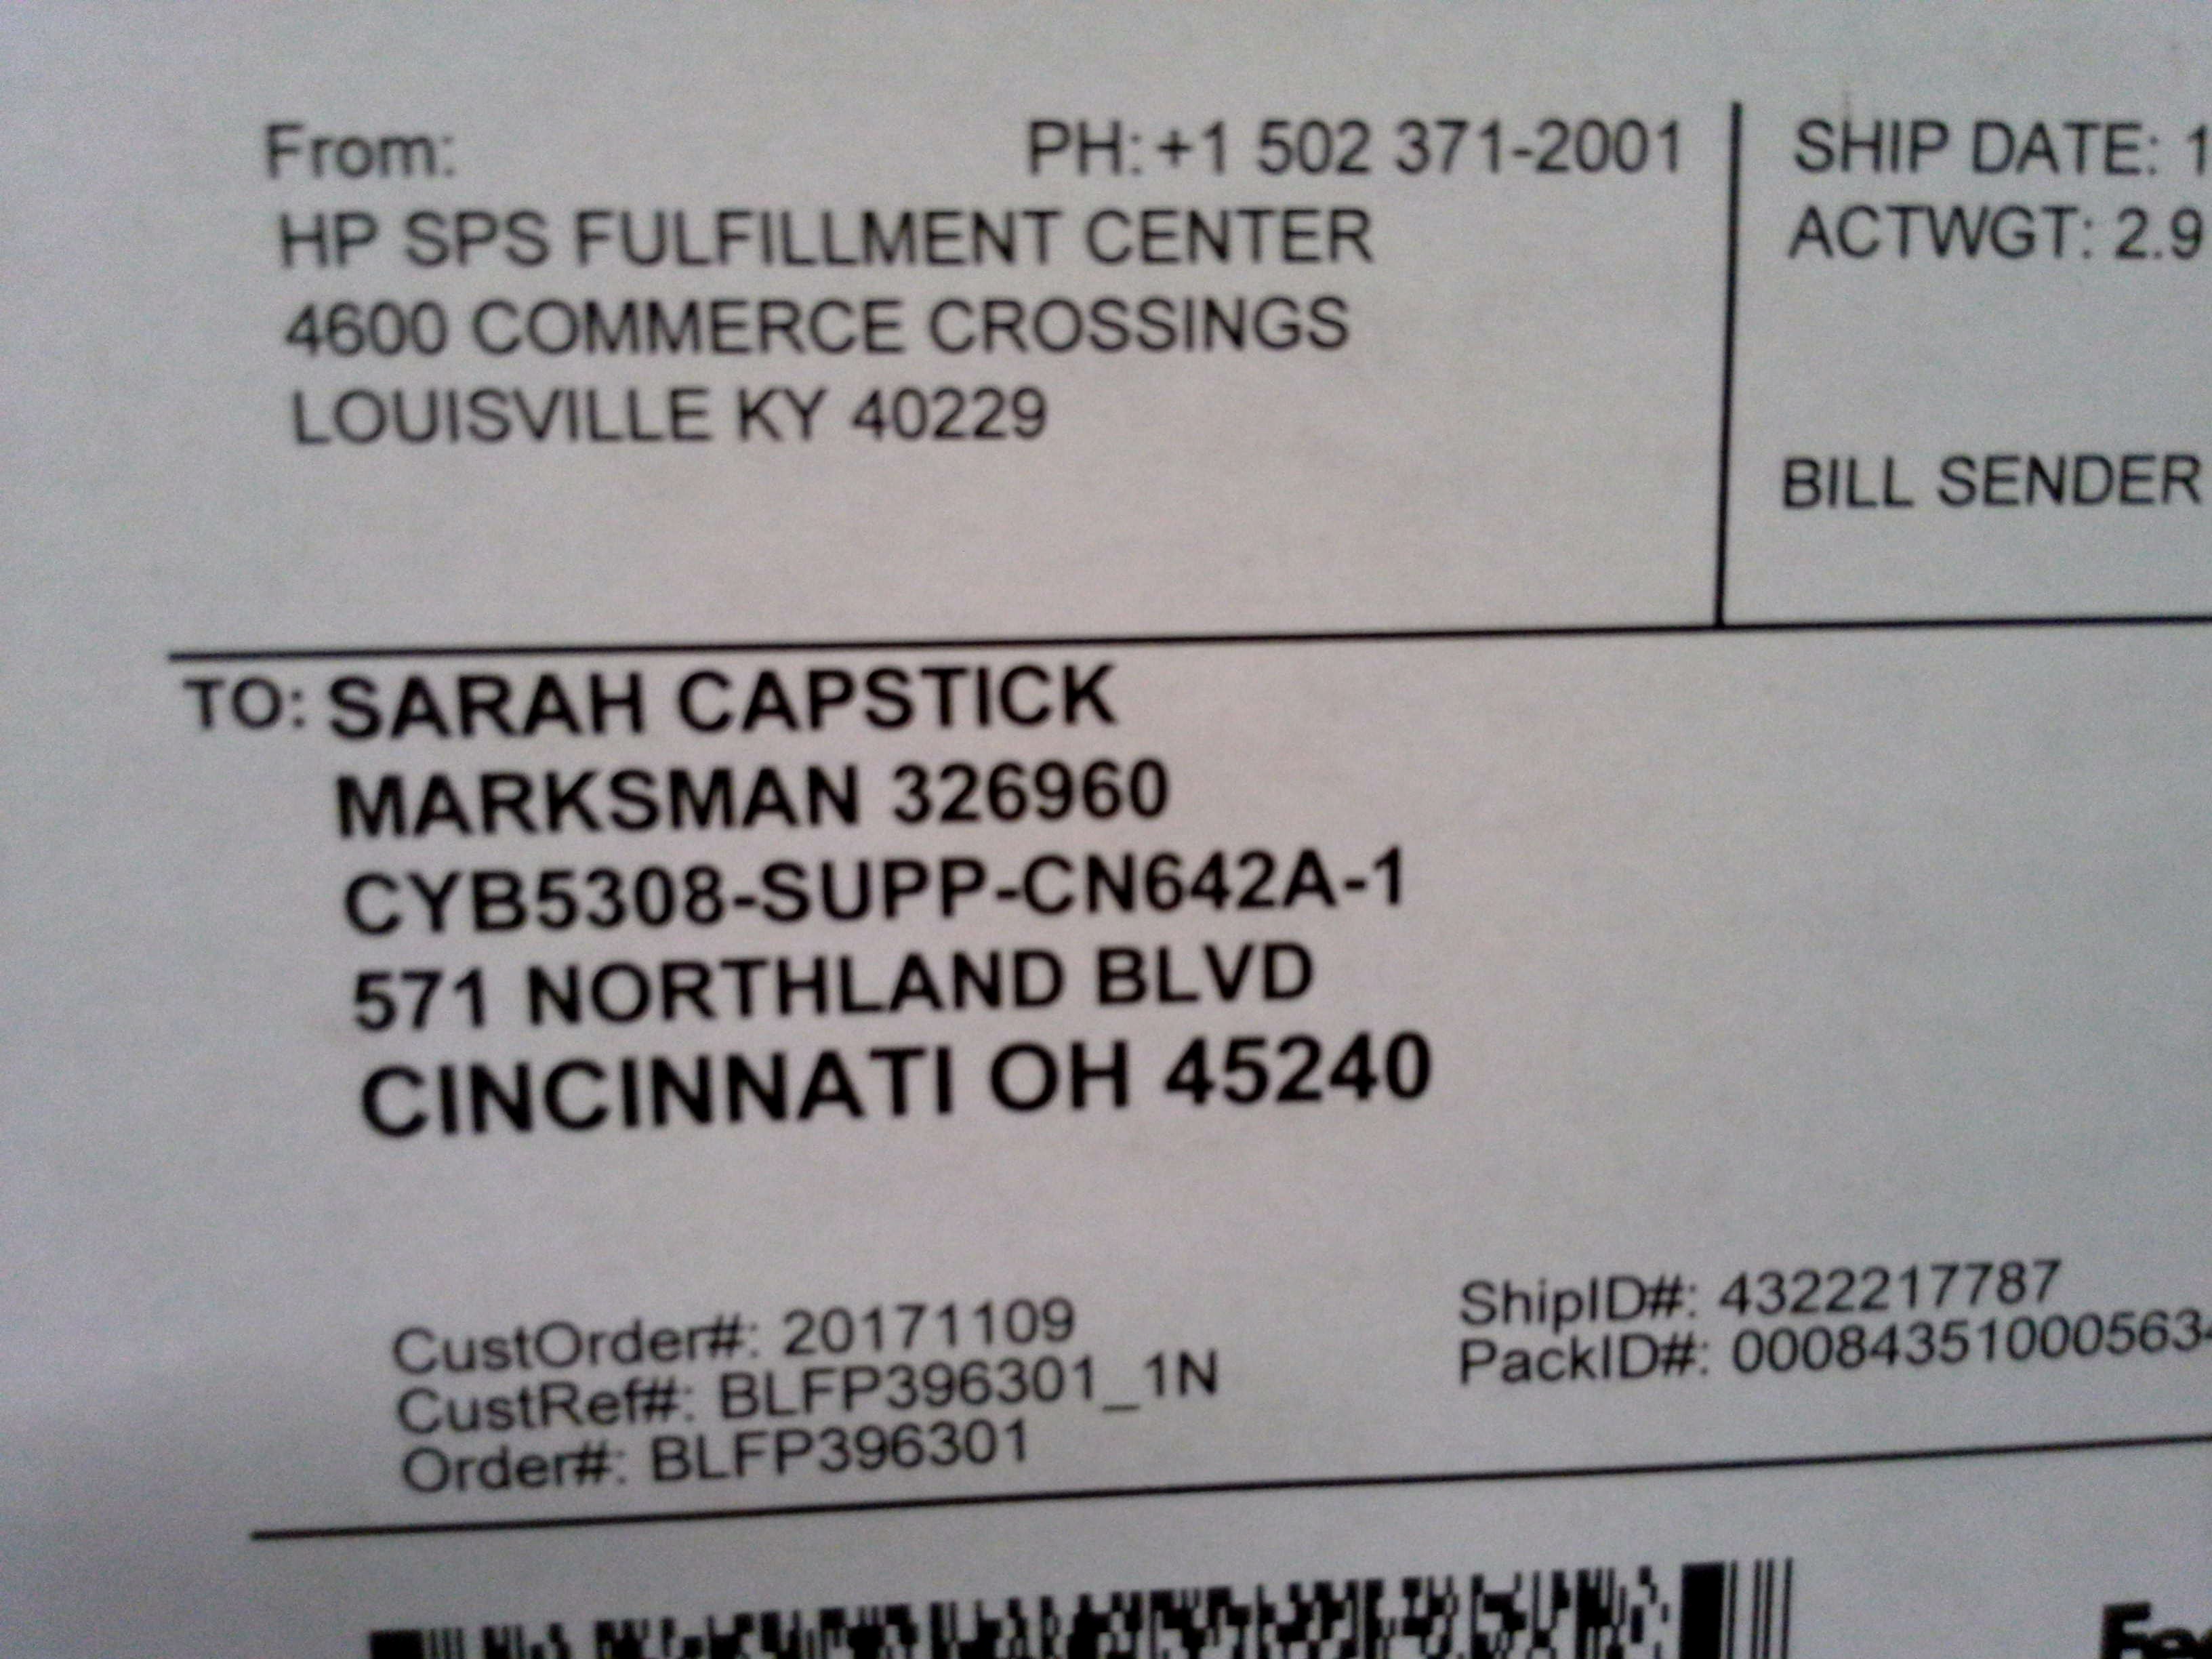 From: PH: +1 502 371-2001
HP SPS FULFILLMENT CENTER
4600 COMMERCE CROSSINGS
LOUISVILLE KY 40229
SHIP DATE: 1
ACTWGT: 2.9
BILL SENDER
TO: SARAH CAPSTICK
MARKSMAN 326960
CYB5308-SUPP-CN642A-1
571 NORTHLAND BLVD
CINCINNATI OH 45240
CustOrder#: 20171109
CustRef#: BLFP396301_1N
Order#: BLFP396301
ShipID#: 4322217787
PackID#: 00084351000563